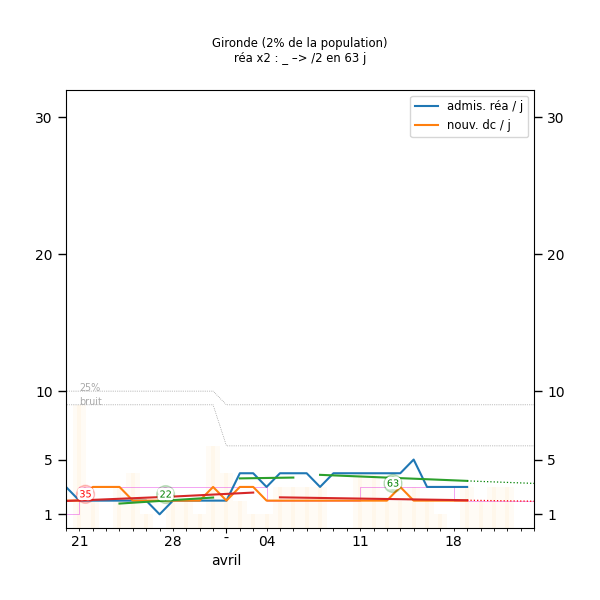 Gironde (2% de la population)
réa x2 : _ –> /2 en 63 j
admis. réa / j
nouv. dc / j
30 30
20 20
10 10
25%
bruit
5 5
35 22 63
1 1
21 28 - 04 11 18
avril